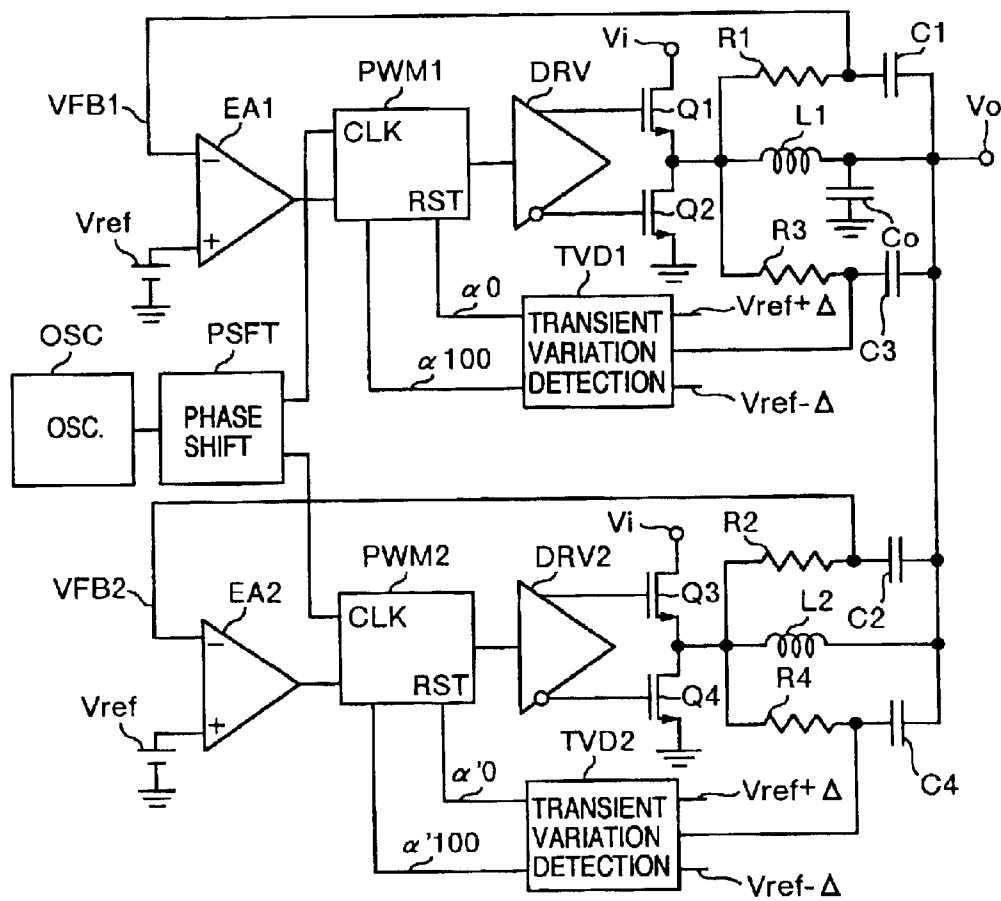 Vi
R1
C1
PWM1
DRV
VFB1
EA1
CLK
Q1
L1
Vo
−
RST
Q2
Vref
+
R3
Co
TVD1
α0
Vref+Δ
OSC
PSFT
TRANSIENT
VARIATION
DETECTION
C3
α100
Vref-Δ
OSC.
PHASE
SHIFT
Vi
R2
PWM2
DRV2
VFB2
EA2
CLK
Q3
C2
L2
−
RST
Q4
R4
Vref
+
TVD2
C4
α'0
TRANSIENT
VARIATION
DETECTION
Vref+Δ
α'100
Vref-Δ